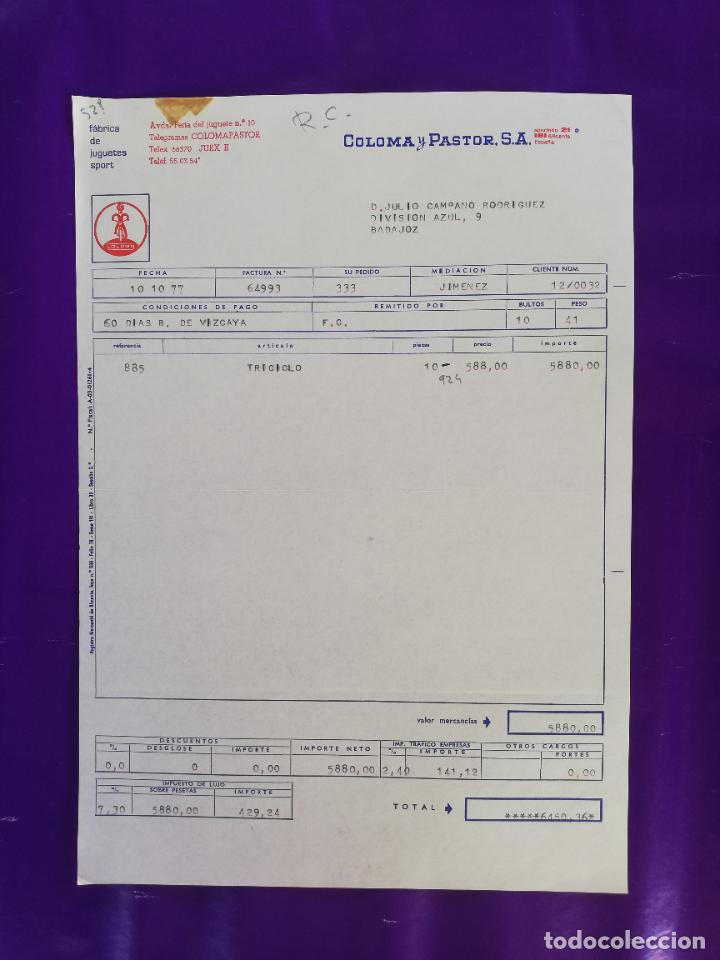 52!
R.C.
fábrica
de
juguetes
sport
Avda. Feria del juguete n.º 10
Telegramas COLOMAPASTOR
Telex 66370 JUEX E
Teléf. 55 03 54*
COLOMA y PASTOR, S.A.
apartado 21
IBI Alicante
España
COLOMA
D.JULIO CAMPANO RODRIGUEZ
DIVISION AZUL, 9
BADAJOZ
FECHA FACTURA N.º SU PEDIDO MEDIACION CLIENTE NUM.
10 10 77 64993 333 JIMENEZ 12/0032
CONDICIONES DE PAGO REMITIDO POR BULTOS PESO
60 DIAS B. DE VIZCAYA F.C. 10 41
referencia artículo piezas precio importe
885 TRICICLO 10- 588,00 5880,00
924
valor mercancías 5880,00
DESCUENTOS IMPORTE NETO IMP. TRAFICO EMPRESAS OTROS CARGOS
% DESGLOSE IMPORTE % IMPORTE PORTES
0,0 0 0,00 5880,00 2,40 141,12 0,00
IMPUESTO DE LUJO
% SOBRE PESETAS IMPORTE
7,30 5880,00 429,24
TOTAL *****6450,36*
todocoleccion